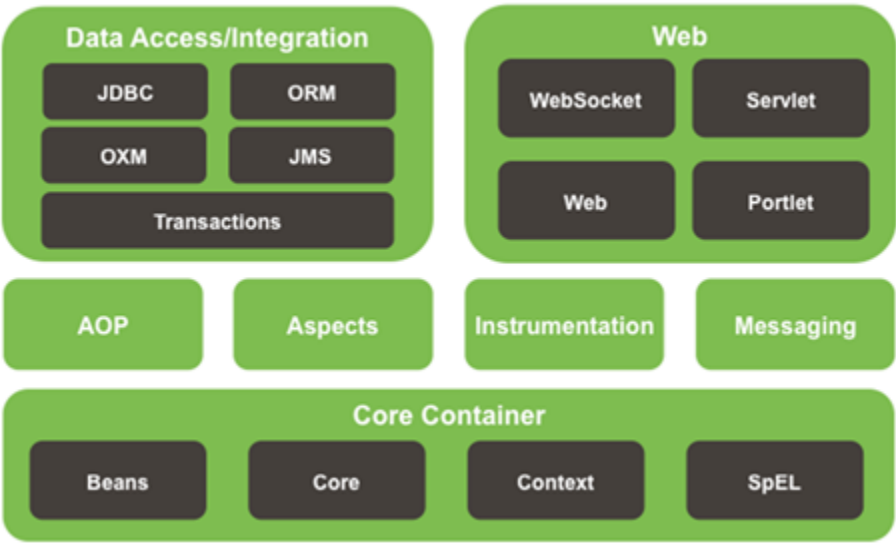 Data Access/Integration
JDBC
ORM
OXM
JMS
Transactions
Web
WebSocket
Servlet
Web
Portlet
AOP
Aspects
Instrumentation
Messaging
Core Container
Beans
Core
Context
SpEL